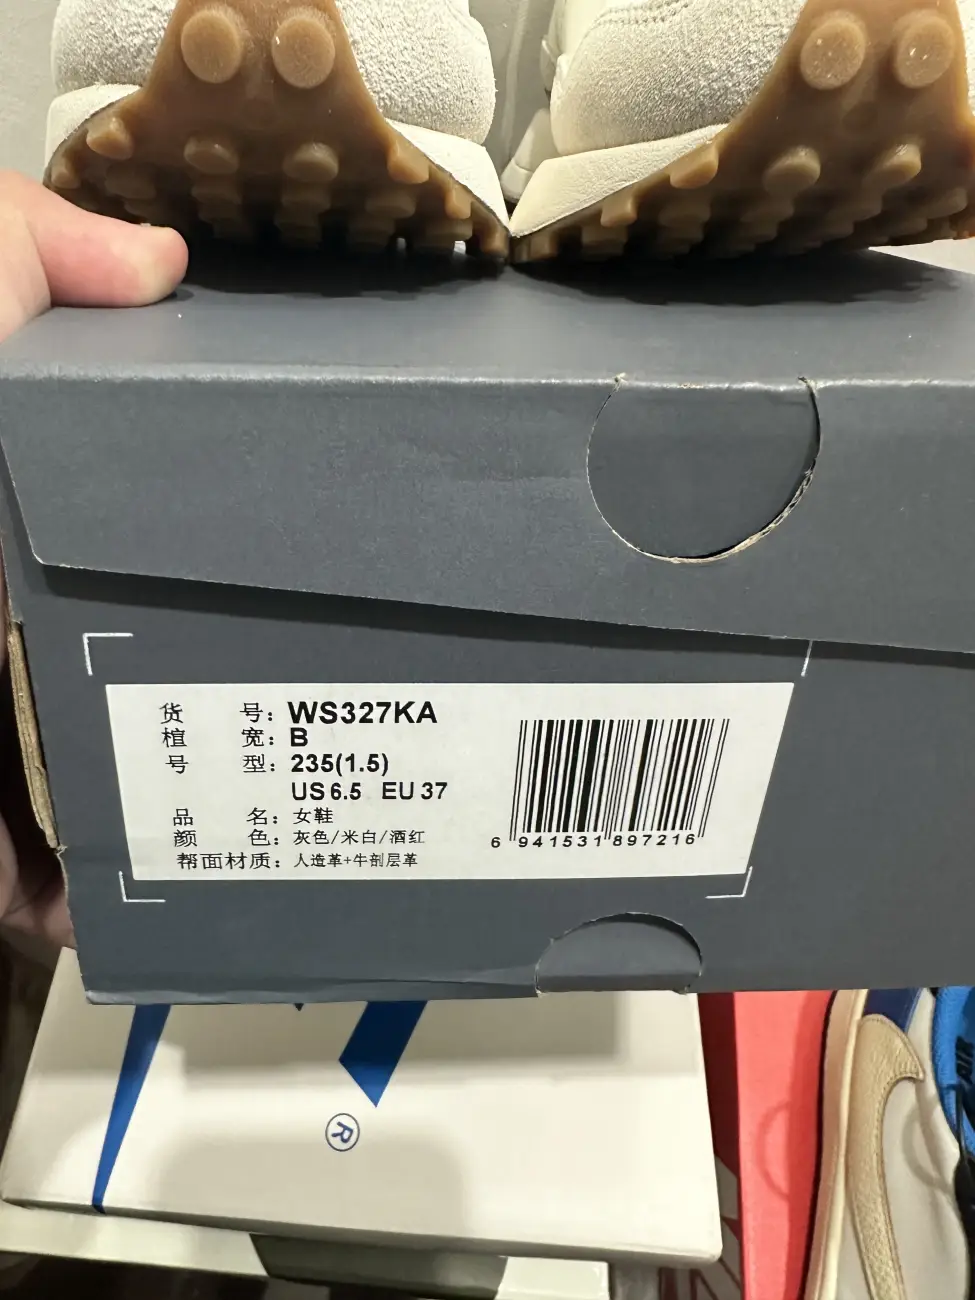 货 号: WS327KA
楦 宽: B
号 型: 235(1.5)
US 6.5 EU 37
品 名: 女鞋
颜 色: 灰色/米白/酒红
帮面材质: 人造革+牛剖层革
6 941531 897216
®